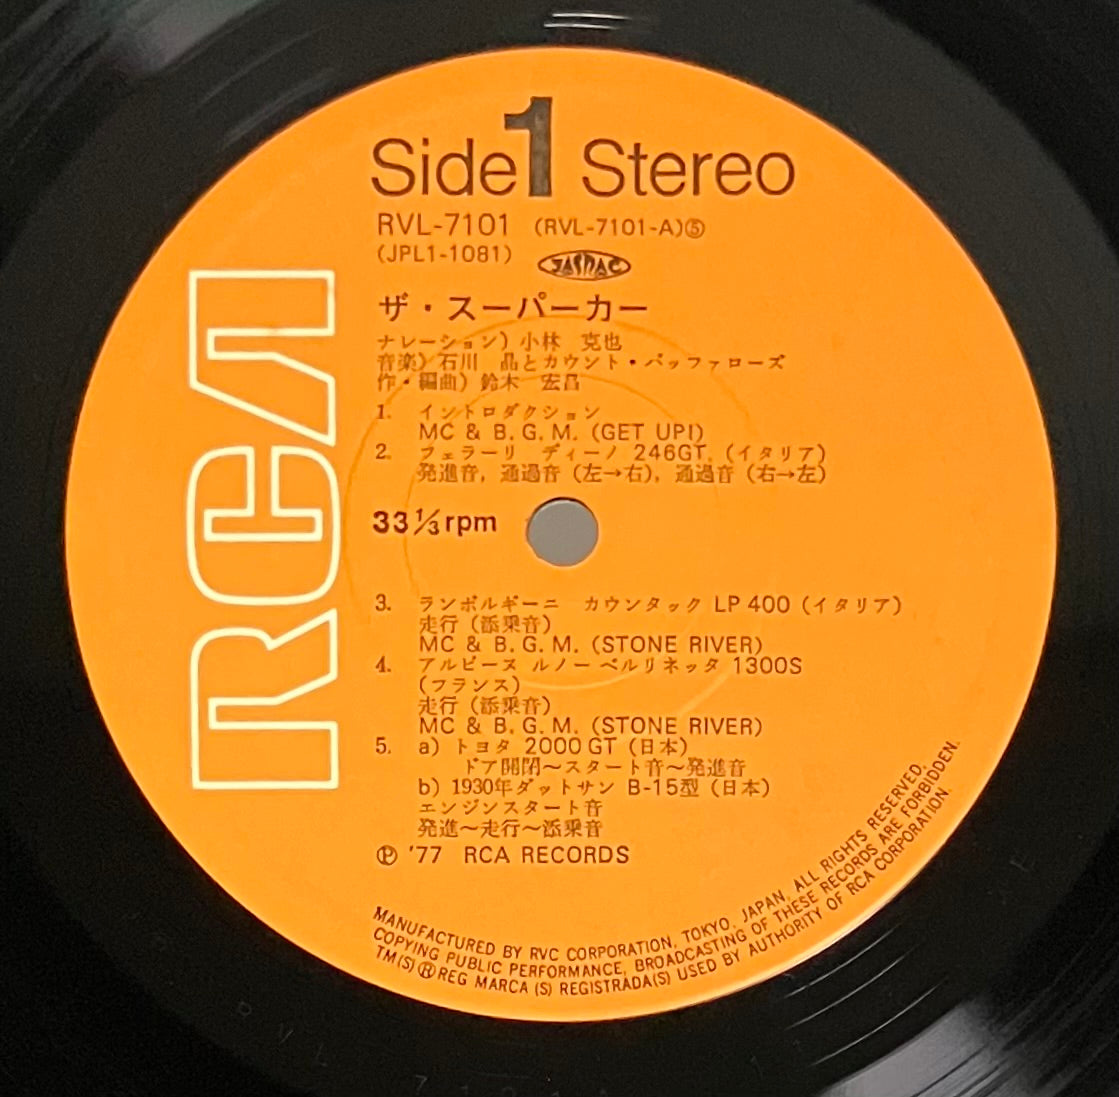 Side 1 Stereo
RVL-7101 (RVL-7101-A)⑤
(JPL1-1081) JASRAC
ザ・スーパーカー
ナレーション) 小林 克也
音楽) 石川 晶とカウント・バッファローズ
作・編曲) 鈴木 宏昌
1. イントロダクション
MC & B.G.M. (GET UP!)
2. フェラーリ ディーノ 246GT. (イタリア)
発進音, 通過音 (左→右), 通過音 (右→左)
33 1/3 rpm
3. ランボルギーニ カウンタック LP 400 (イタリア)
走行 (添乗音)
MC & B.G.M. (STONE RIVER)
4. アルピーヌ ルノー ベルリネッタ 1300S
(フランス)
走行 (添乗音)
MC & B.G.M. (STONE RIVER)
5. a) トヨタ 2000 GT (日本)
ドア開閉～スタート音～発進音
b) 1930年ダットサン B-15型 (日本)
エンジンスタート音
発進～走行～添乗音
℗ '77 RCA RECORDS
RCA
MANUFACTURED BY RVC CORPORATION, TOKYO, JAPAN, ALL RIGHTS RESERVED,
COPYING PUBLIC PERFORMANCE, BROADCASTING OF THESE RECORDS ARE FORBIDDEN.
TM(S) ® REG MARCA (S) REGISTRADA(S) USED BY AUTHORITY OF RCA CORPORATION.